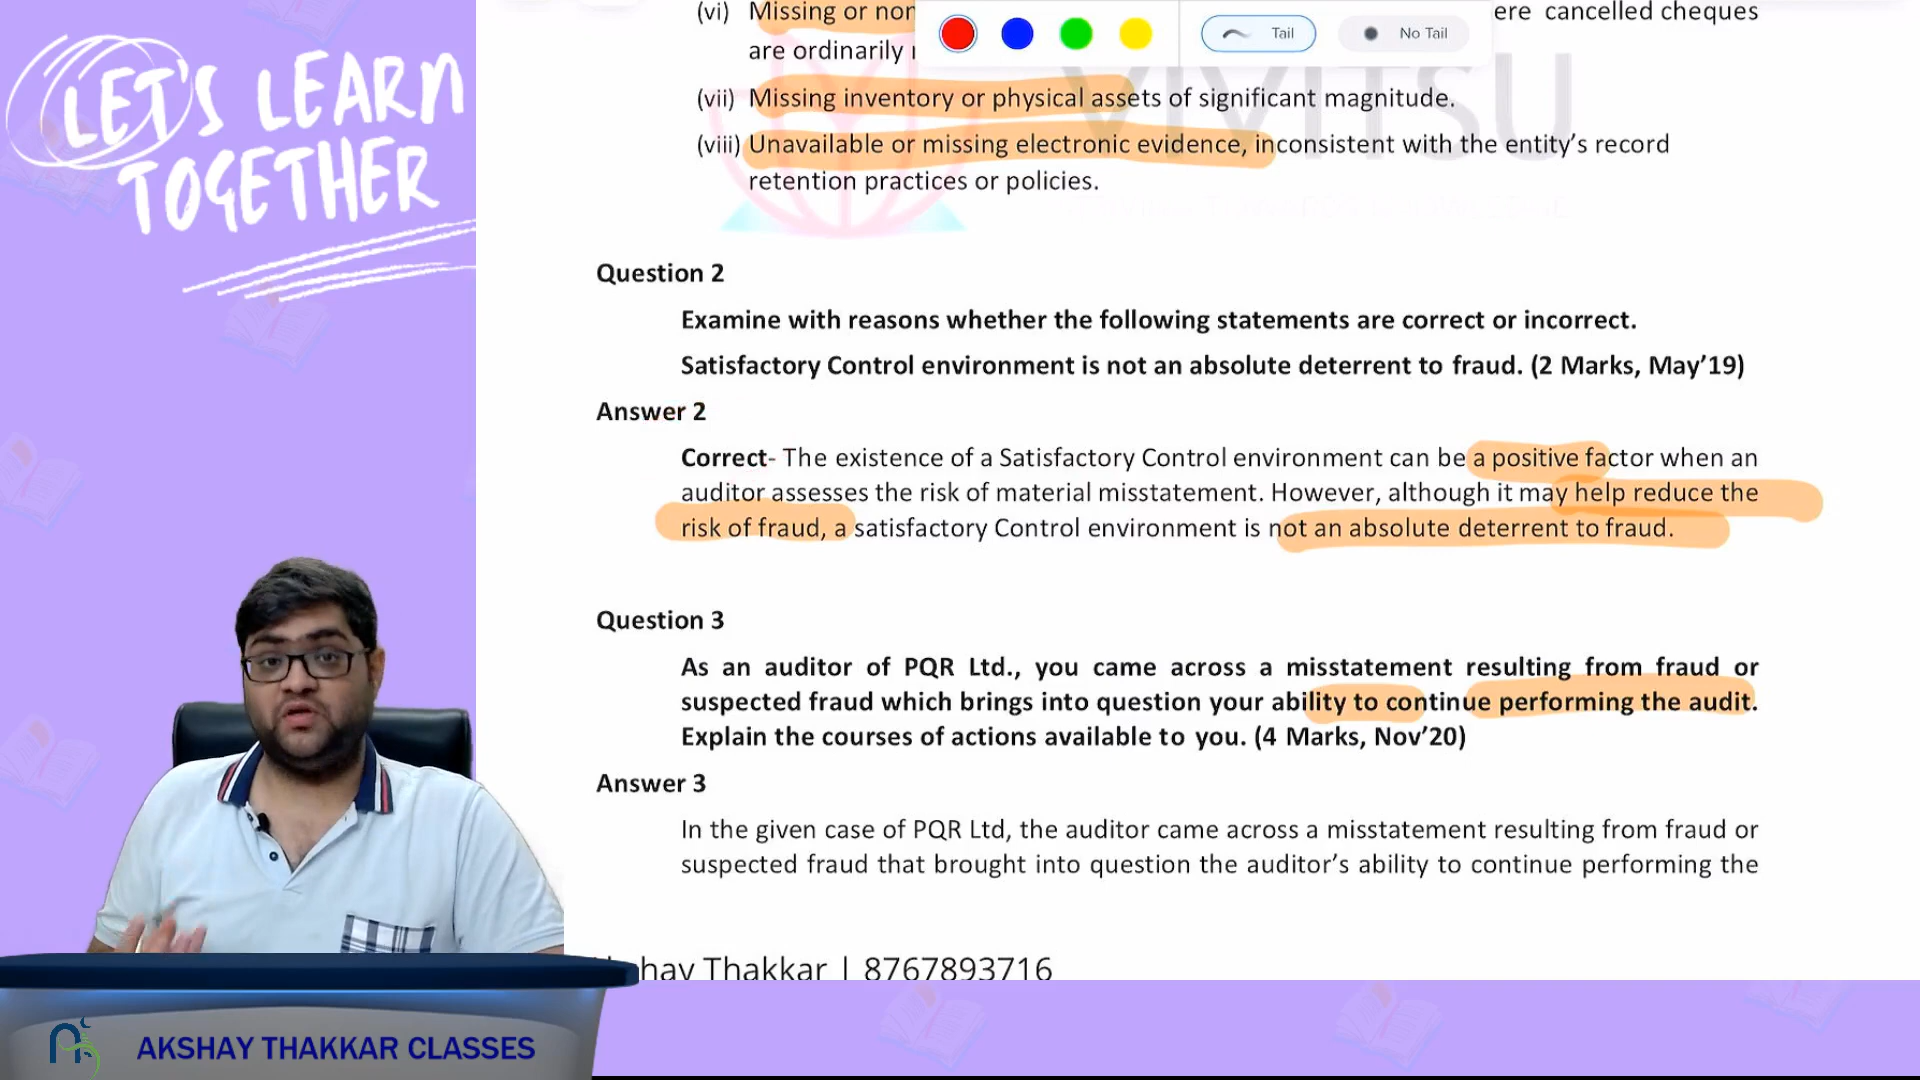 LET'S LEARN
TOGETHER
(vi) Missing or non
ere cancelled cheques
Tail
No Tail
are ordinarily
(vii) Missing inventory or physical assets of significant magnitude.
(viii) Unavailable or missing electronic evidence, inconsistent with the entity's record
retention practices or policies.
VIVITSU
Question 2
Examine with reasons whether the following statements are correct or incorrect.
Satisfactory Control environment is not an absolute deterrent to fraud. (2 Marks, May'19)
Answer 2
Correct- The existence of a Satisfactory Control environment can be a positive factor when an
auditor assesses the risk of material misstatement. However, although it may help reduce the
risk of fraud, a satisfactory Control environment is not an absolute deterrent to fraud.
Question 3
As an auditor of PQR Ltd., you came across a misstatement resulting from fraud or
suspected fraud which brings into question your ability to continue performing the audit.
Explain the courses of actions available to you. (4 Marks, Nov'20)
Answer 3
In the given case of PQR Ltd, the auditor came across a misstatement resulting from fraud or
suspected fraud that brought into question the auditor's ability to continue performing the
hay Thakkar | 8767893716
AKSHAY THAKKAR CLASSES